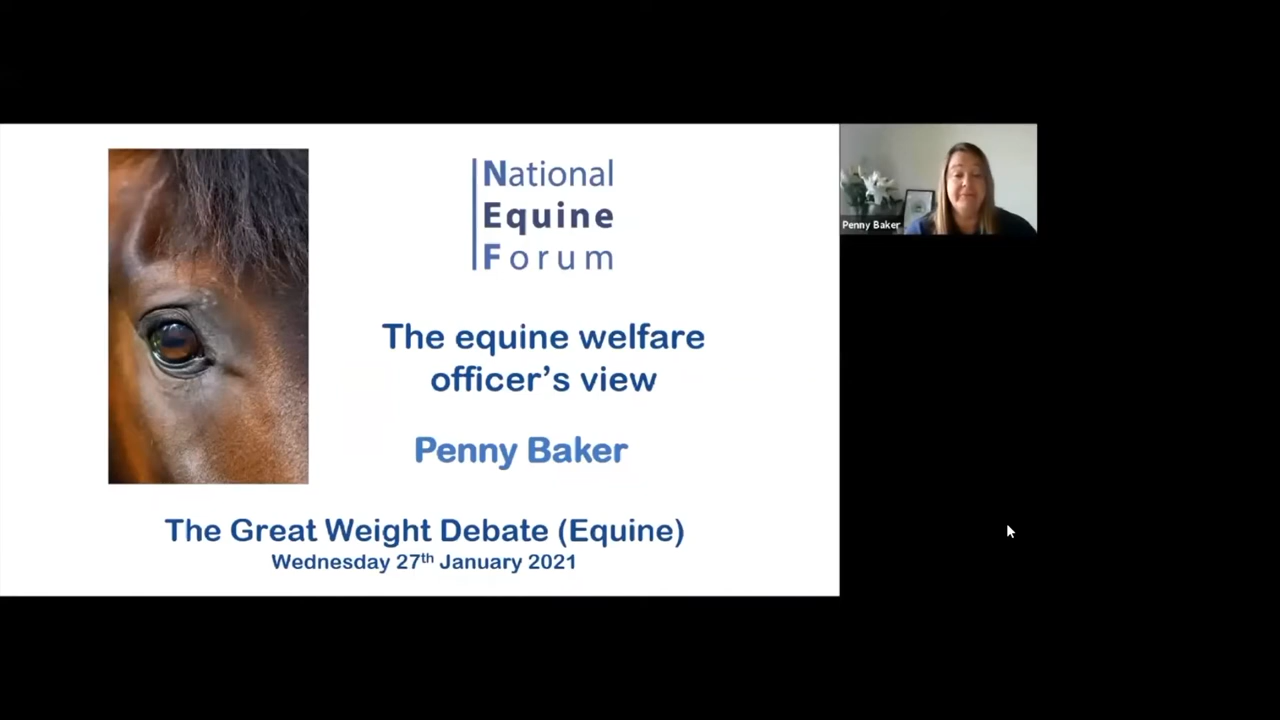 National
Equine
Forum
The equine welfare
officer's view
Penny Baker
The Great Weight Debate (Equine)
Wednesday 27th January 2021
Penny Baker